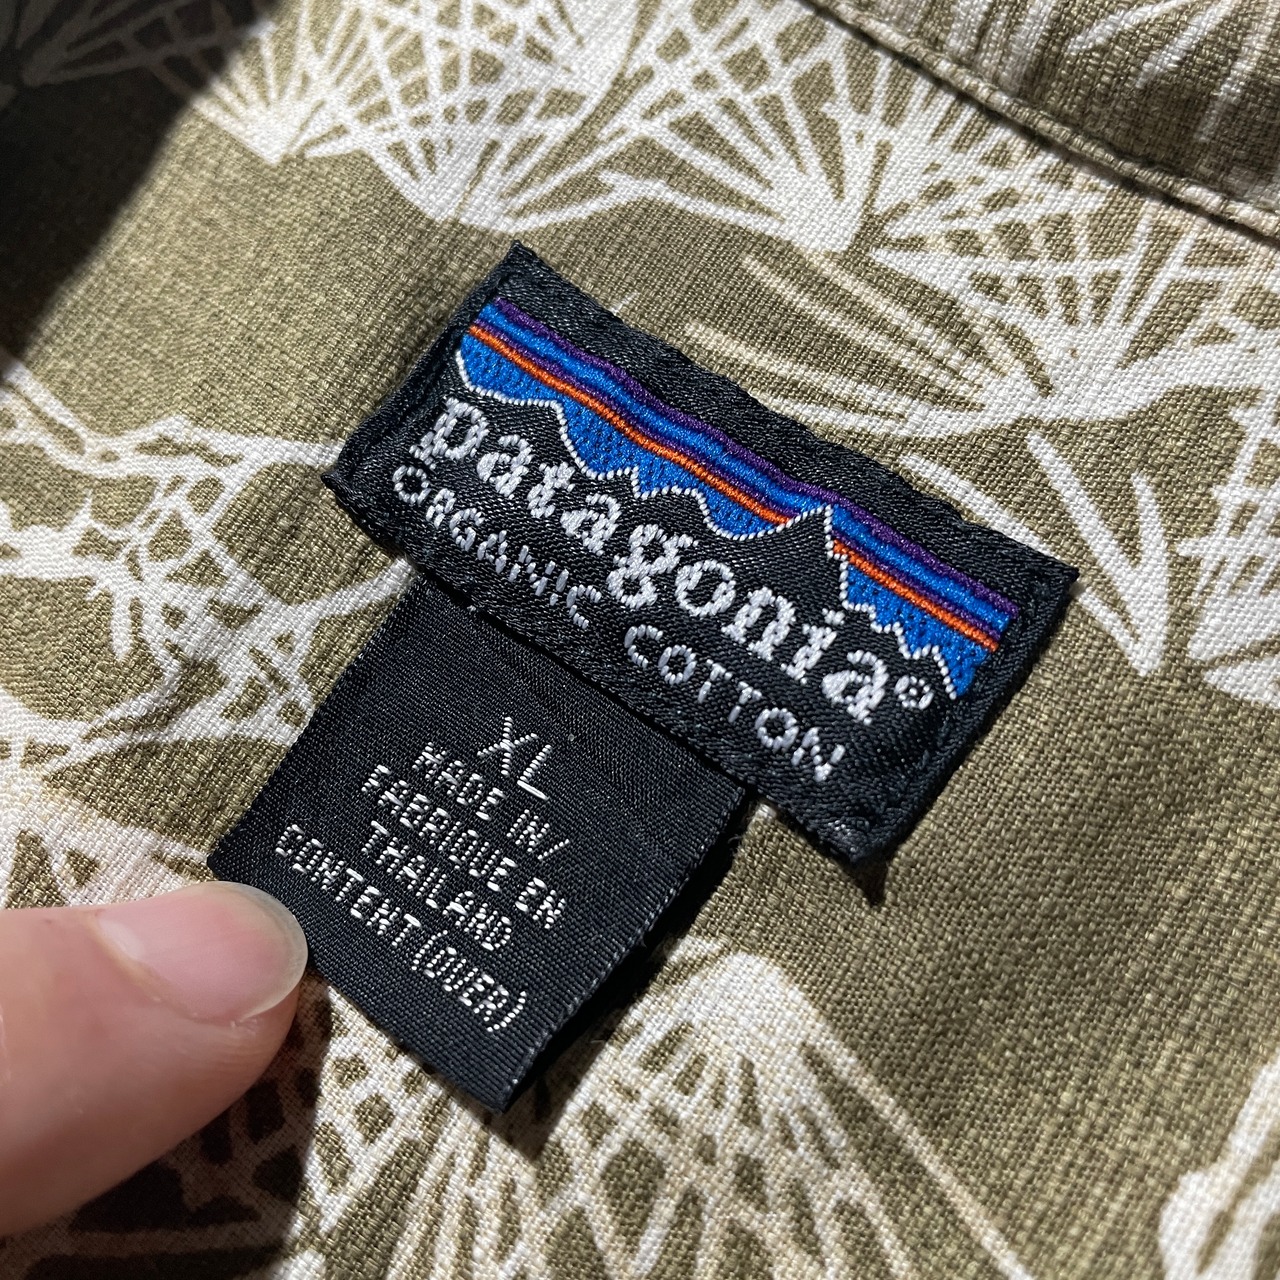 patagonia®
ORGANIC COTTON
XL
MADE IN/
FABRIQUE EN
THAILAND
CONTENT (OVER)